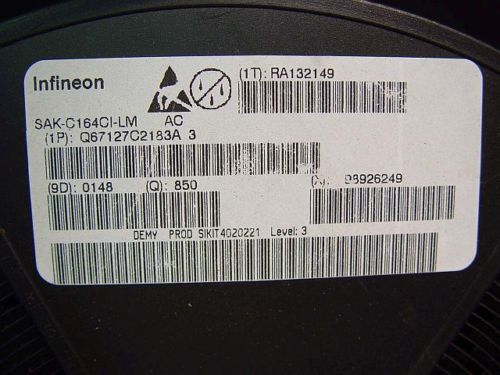 Infineon
(1T): RA132149
SAK-C164CI-LM AC
(1P): Q67127C2183A 3
(9D): 0148 (Q): 850
98926249
DEMY PROD SIKIT4020221 Level: 3